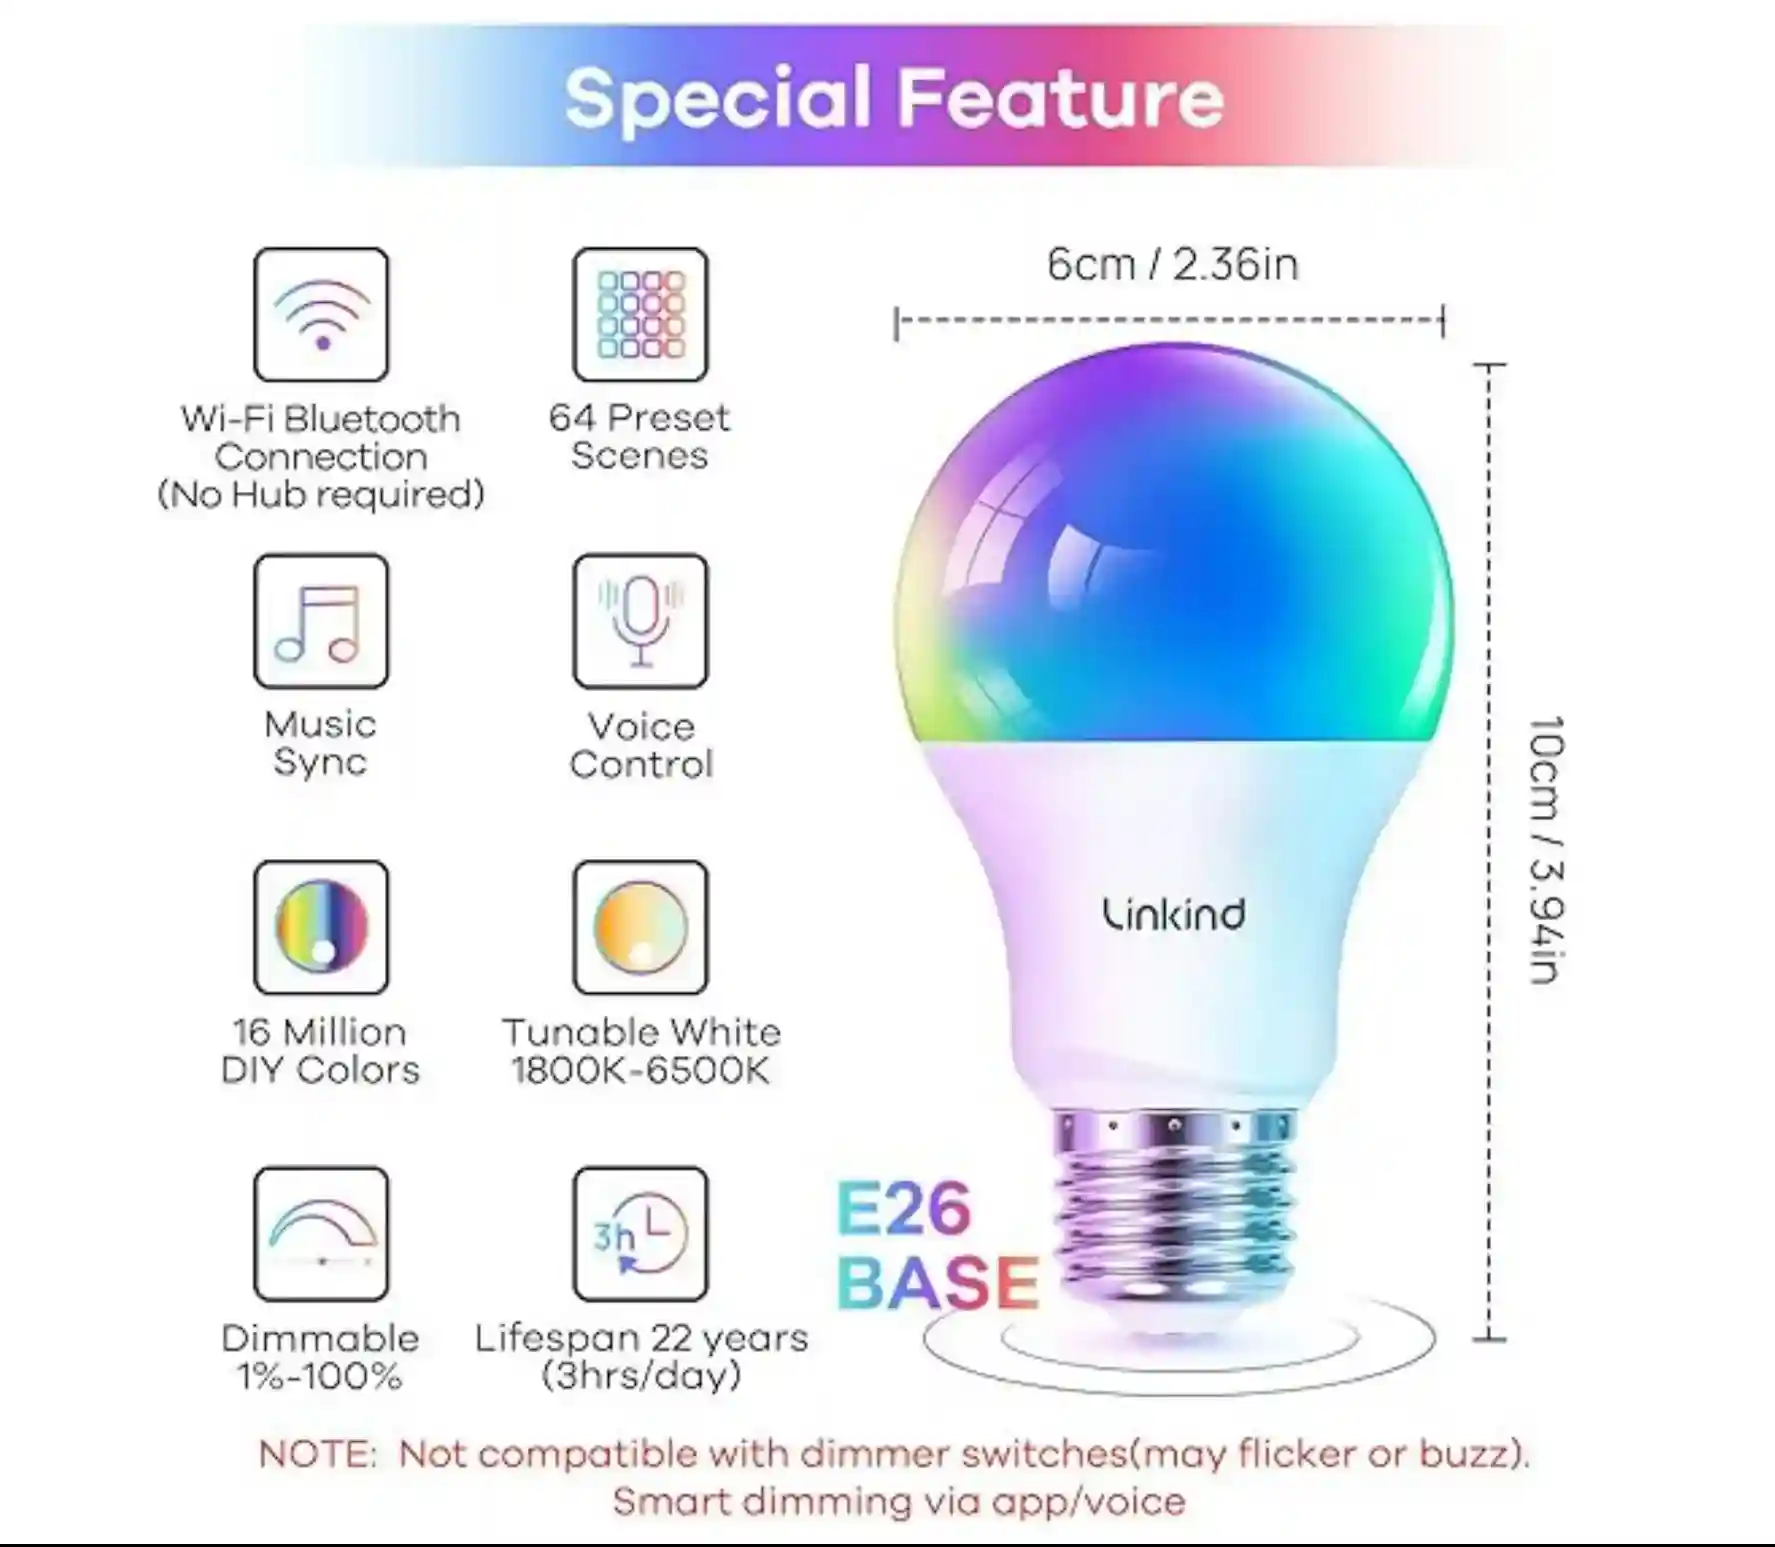 Special Feature
6cm / 2.36in
Wi-Fi Bluetooth
Connection
(No Hub required)
64 Preset
Scenes
Music
Sync
Voice
Control
10cm / 3.94in
Linkind
16 Million
DIY Colors
Tunable White
1800K-6500K
E26
BASE
3h
Dimmable
1%-100%
Lifespan 22 years
(3hrs/day)
NOTE: Not compatible with dimmer switches(may flicker or buzz).
Smart dimming via app/voice